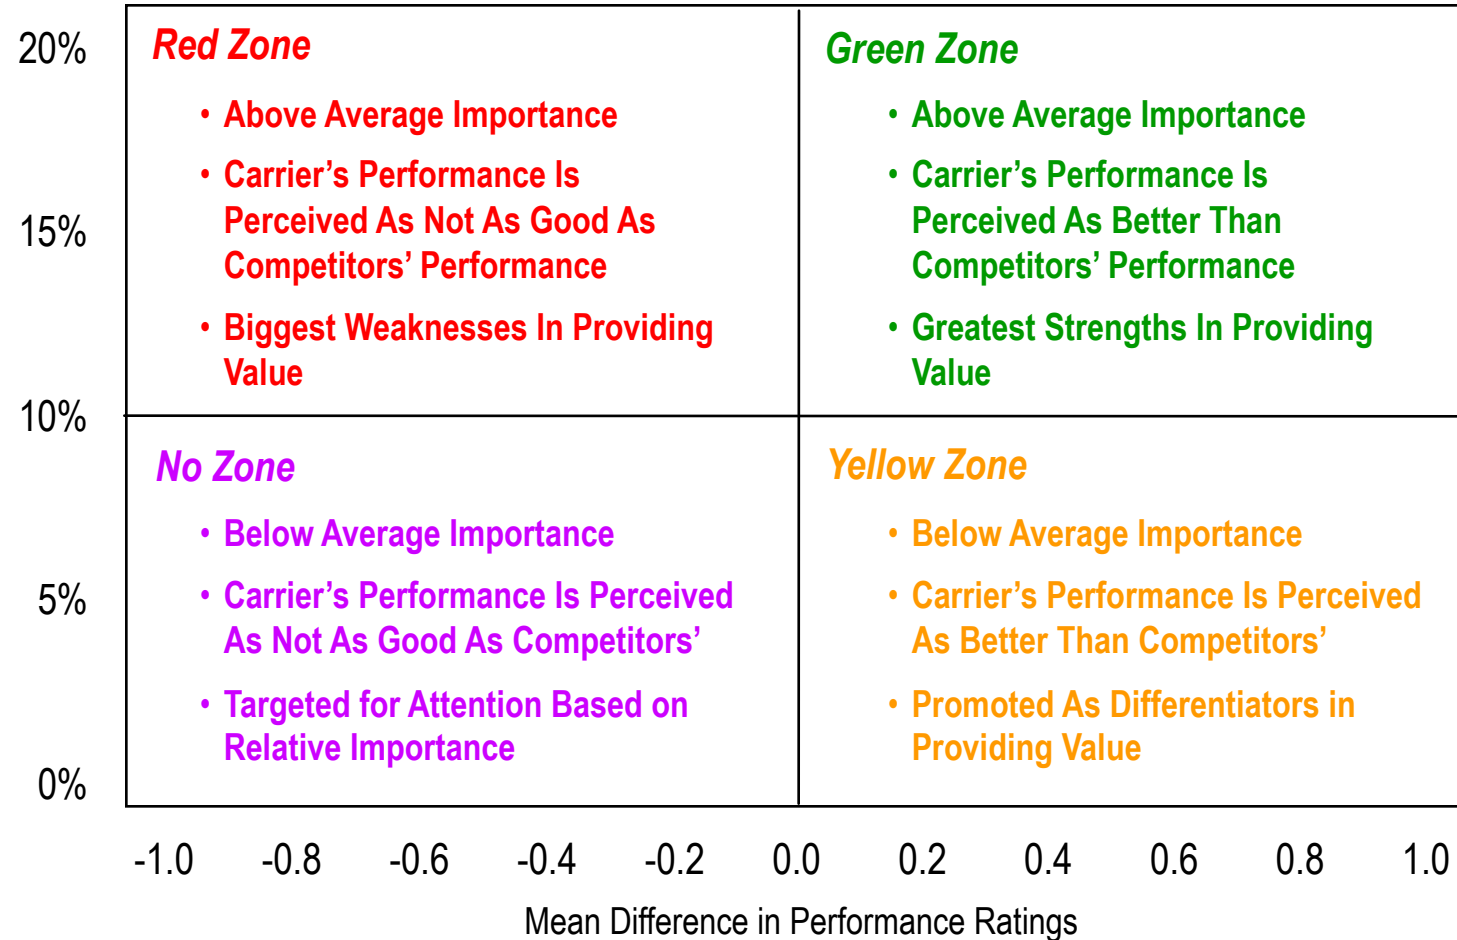 20%
15%
10%
5%
0%
Red Zone
• Above Average Importance
• Carrier’s Performance Is
Perceived As Not As Good As
Competitors’ Performance
• Biggest Weaknesses In Providing
Value
Green Zone
• Above Average Importance
• Carrier’s Performance Is
Perceived As Better Than
Competitors’ Performance
• Greatest Strengths In Providing
Value
No Zone
• Below Average Importance
• Carrier’s Performance Is Perceived
As Not As Good As Competitors’
• Targeted for Attention Based on
Relative Importance
Yellow Zone
• Below Average Importance
• Carrier’s Performance Is Perceived
As Better Than Competitors’
• Promoted As Differentiators in
Providing Value
-1.0 -0.8 -0.6 -0.4 -0.2 0.0 0.2 0.4 0.6 0.8 1.0
Mean Difference in Performance Ratings